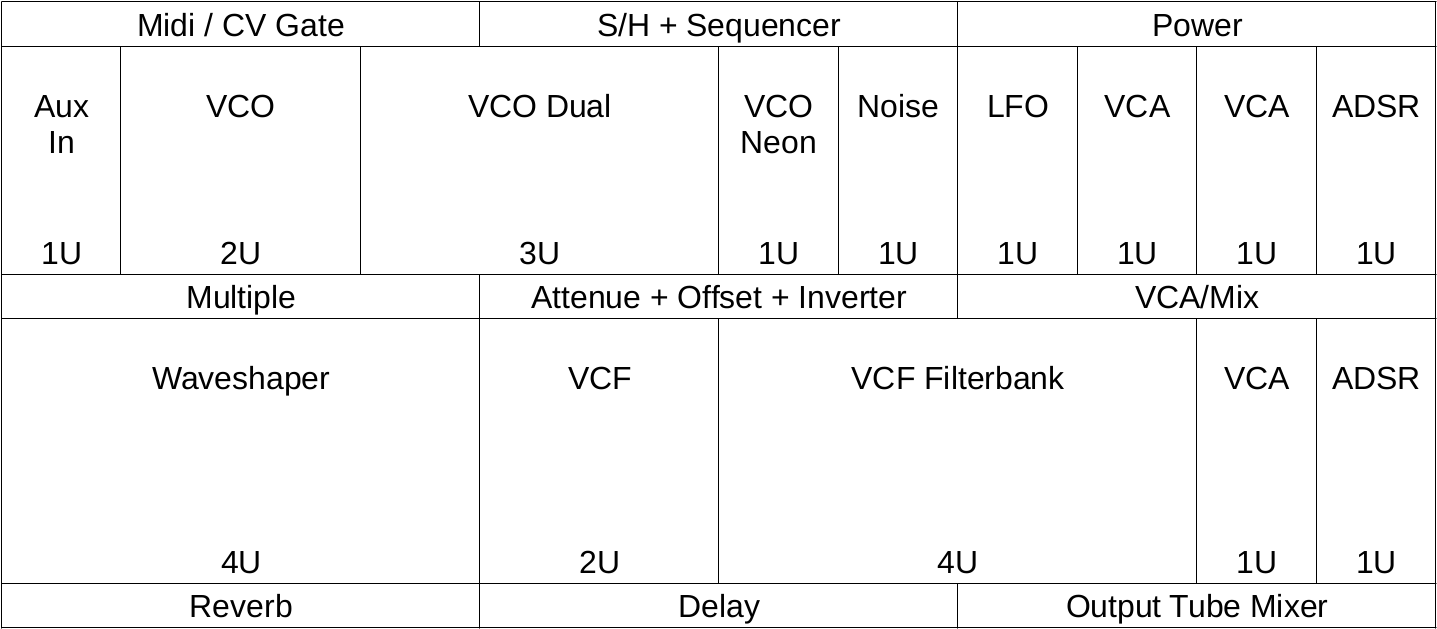 Midi / CV Gate S/H + Sequencer Power
Aux VCO VCO Dual VCO Noise LFO VCA VCA ADSR
In Neon
1U 2U 3U 1U 1U 1U 1U 1U 1U
Multiple Attenue + Offset + Inverter VCA/Mix
Waveshaper VCF VCF Filterbank VCA ADSR
4U 2U 4U 1U 1U
Reverb Delay Output Tube Mixer